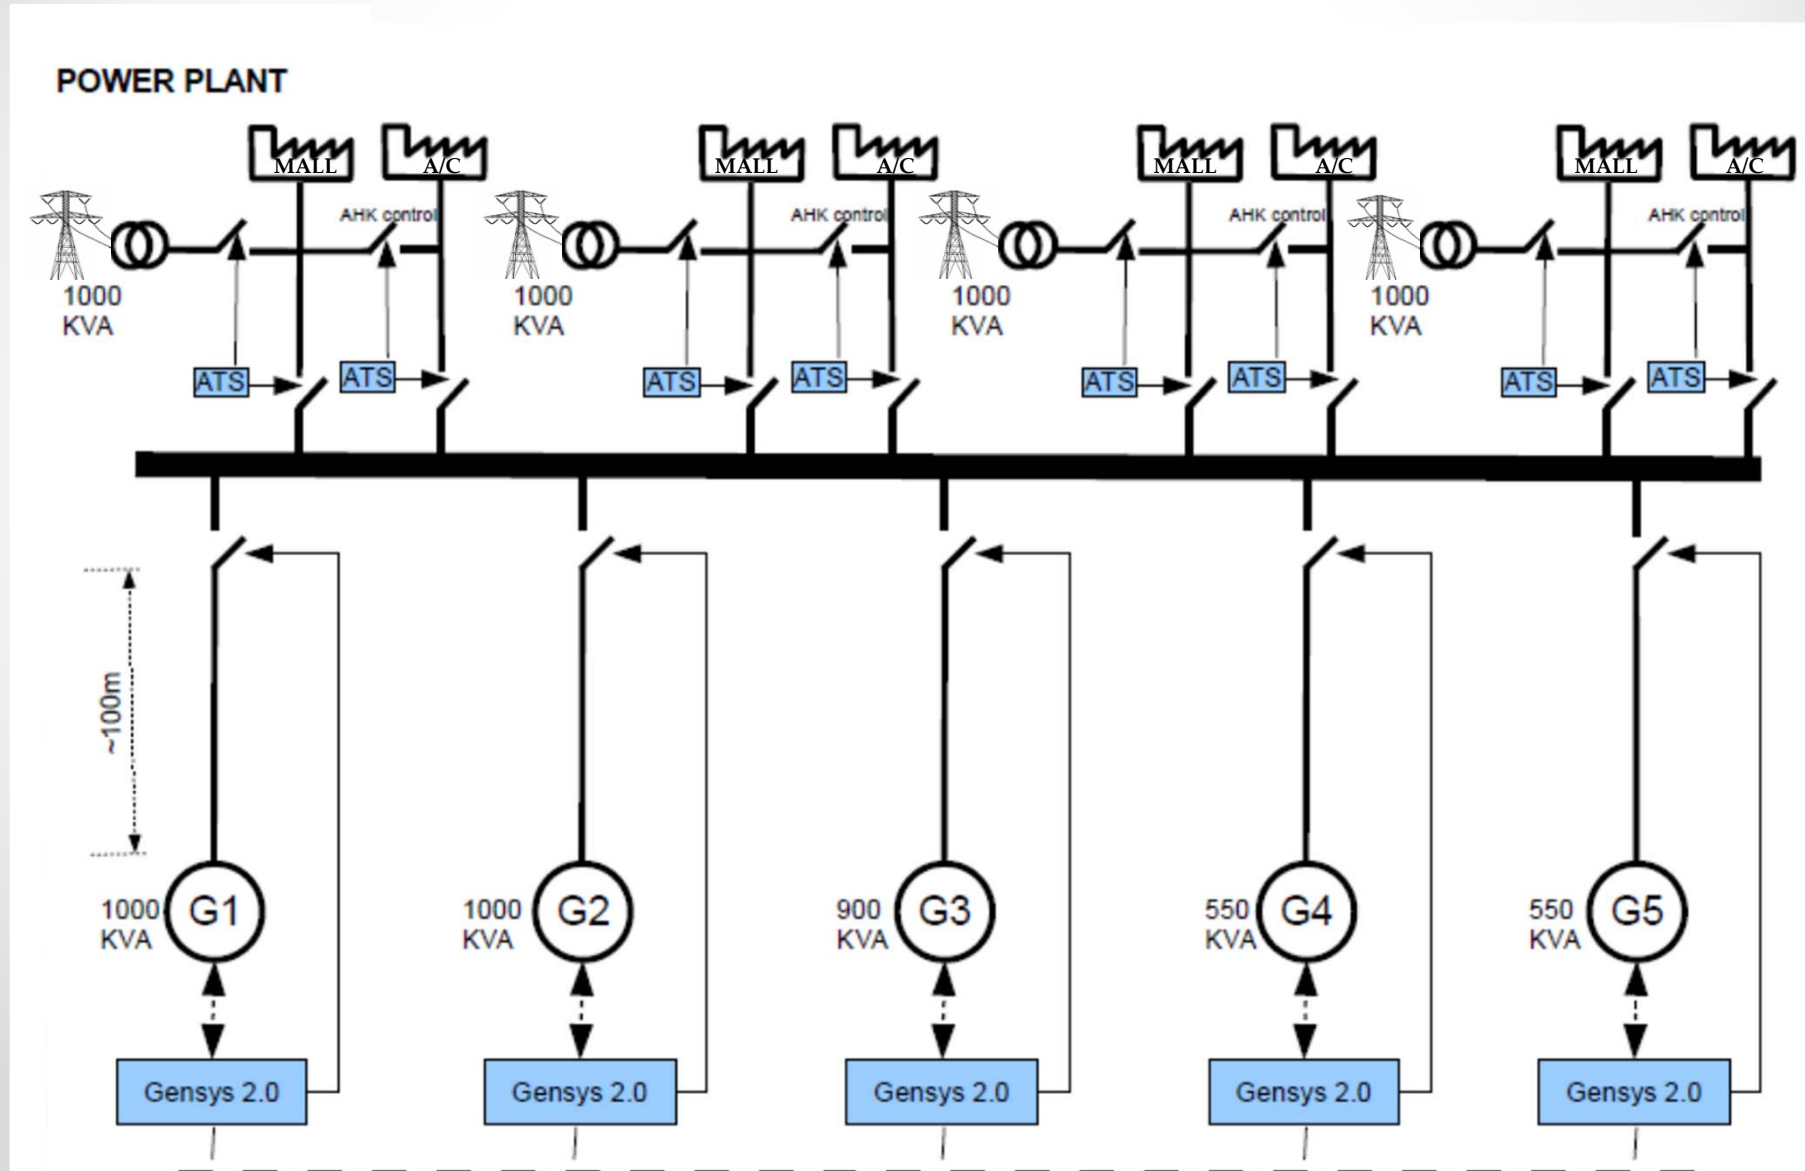 POWER PLANT
MALL
A/C
MALL
A/C
MALL
A/C
MALL
A/C
AHK control
AHK control
AHK control
AHK control
1000
KVA
1000
KVA
1000
KVA
1000
KVA
ATS
ATS
ATS
ATS
ATS
ATS
ATS
ATS
~100m
1000
KVA
G1
1000
KVA
G2
900
KVA
G3
550
KVA
G4
550
KVA
G5
Gensys 2.0
Gensys 2.0
Gensys 2.0
Gensys 2.0
Gensys 2.0